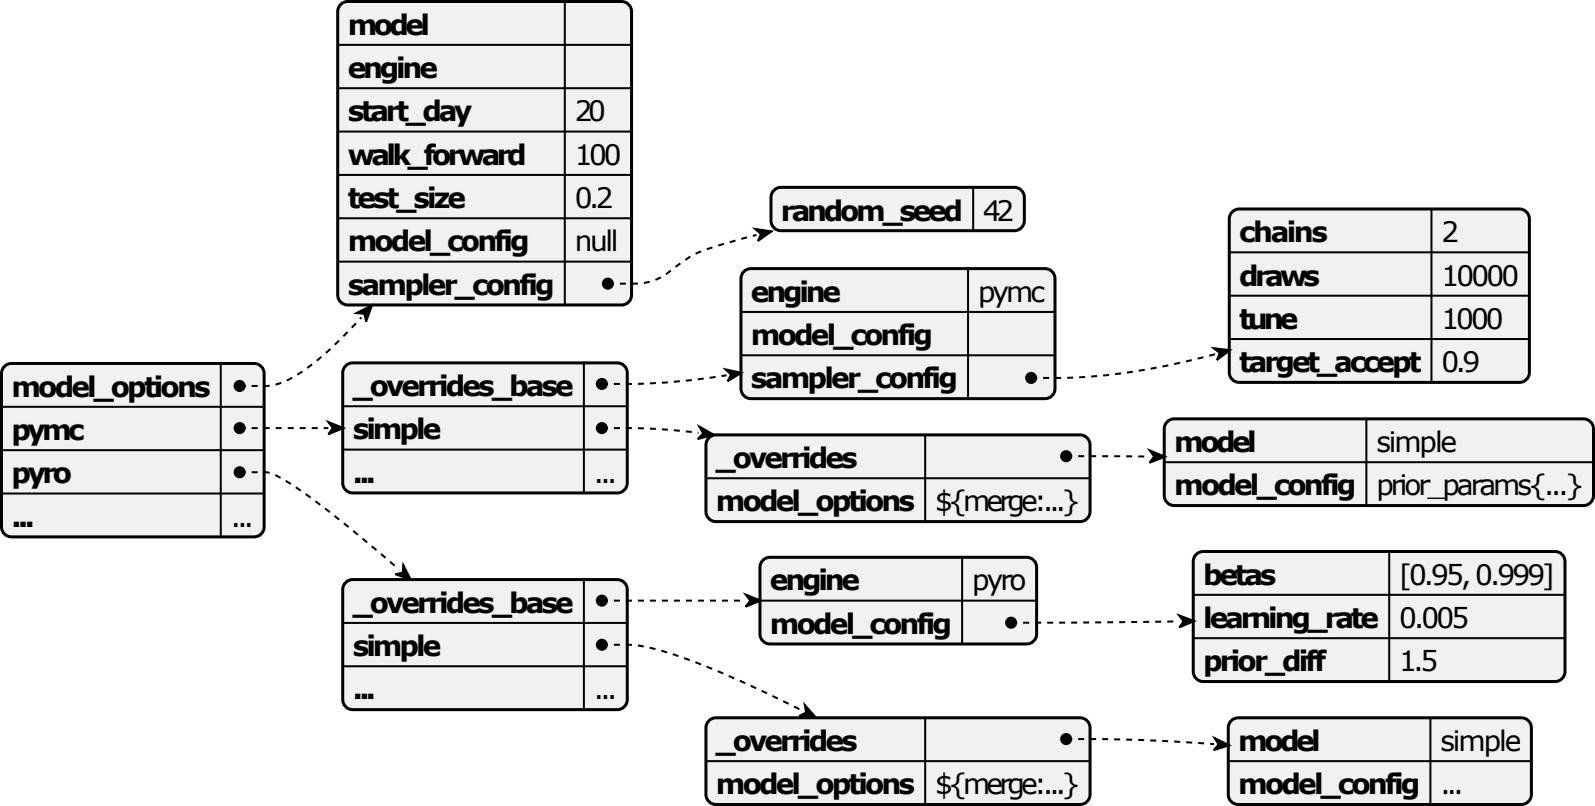 model
engine
start_day 20
walk_forward 100
test_size 0.2
model_config null
sampler_config
random_seed 42
chains 2
draws 10000
tune 1000
target_accept 0.9
engine pymc
model_config
sampler_config
model_options
pymc
pyro
... ...
_overrides_base
simple
... ...
_overrides
model_options ${merge:...}
model simple
model_config prior_params{...}
_overrides_base
simple
... ...
engine pyro
model_config
betas [0.95, 0.999]
learning_rate 0.005
prior_diff 1.5
_overrides
model_options ${merge:...}
model simple
model_config ...